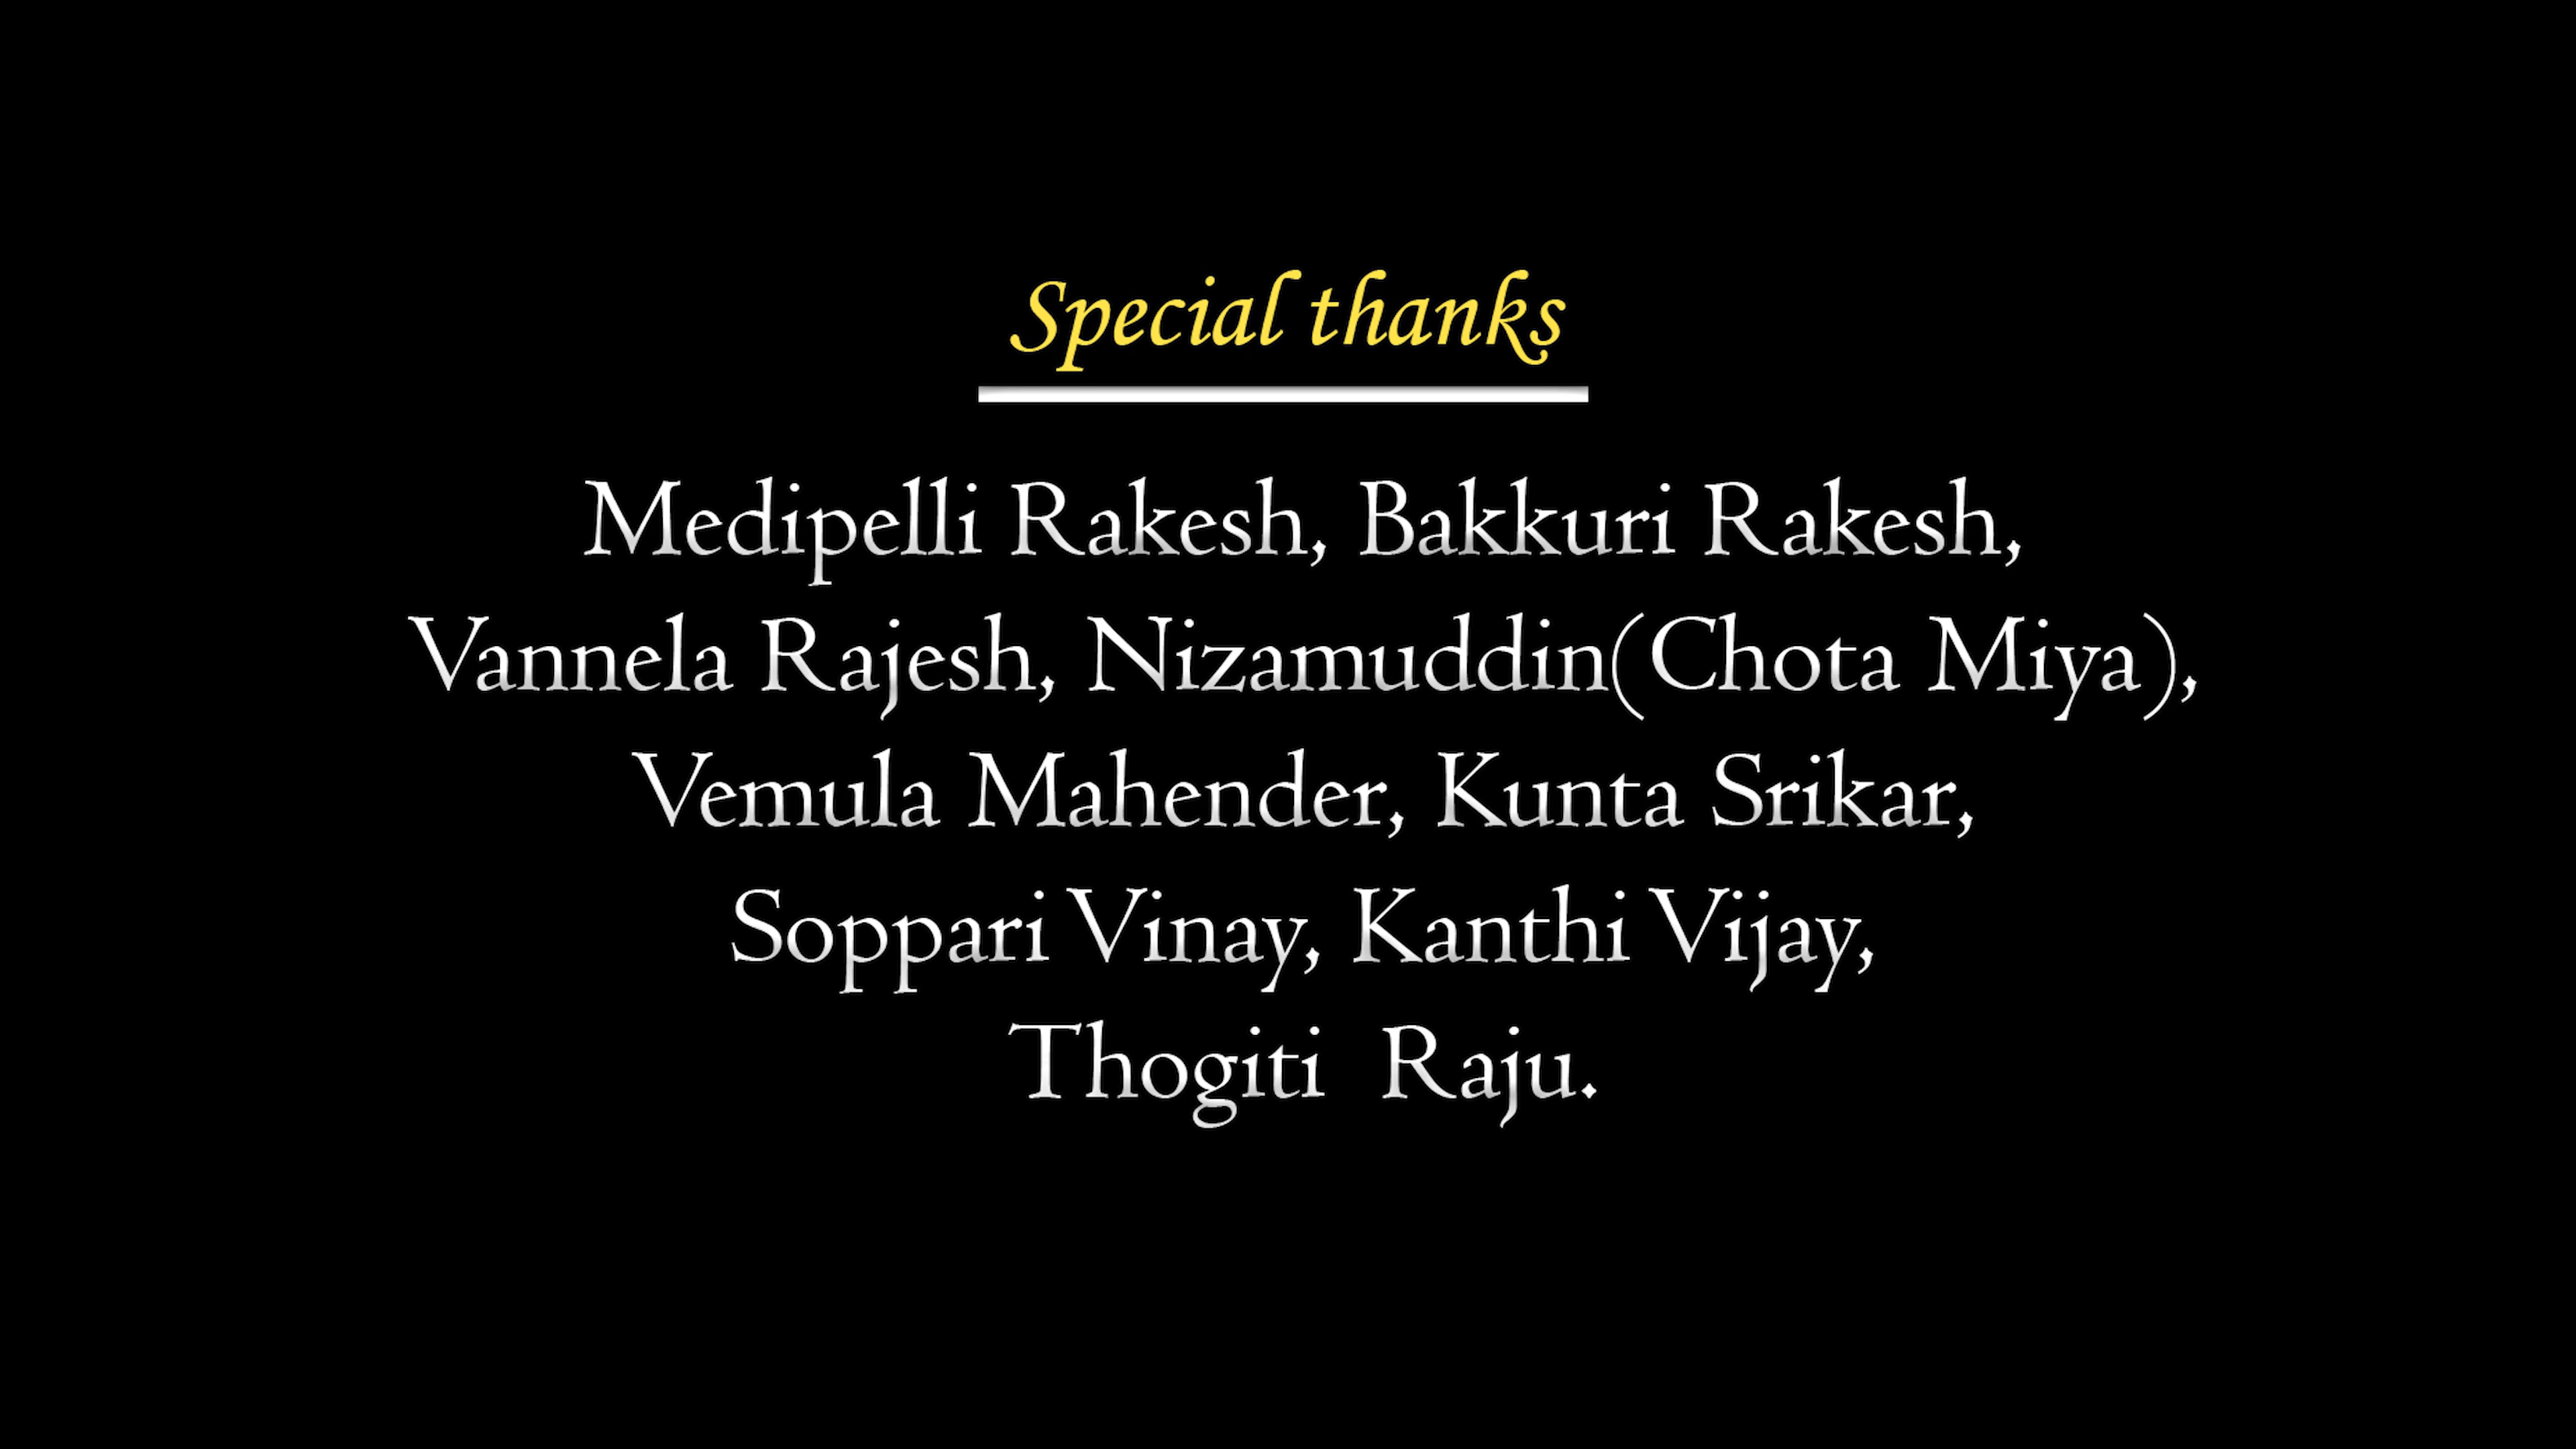 Special thanks
Medipelli Rakesh, Bakkuri Rakesh,
Vannela Rajesh, Nizamuddin(Chota Miya),
Vemula Mahender, Kunta Srikar,
Soppari Vinay, Kanthi Vijay,
Thogiti  Raju.